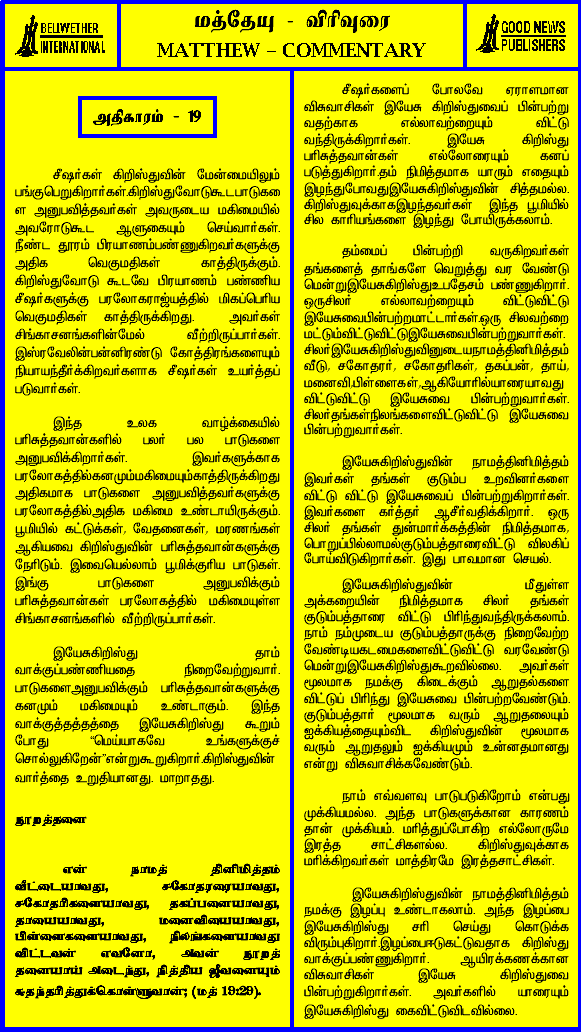 BELLWETHER
INTERNATIONAL
மத்தேயு - விரிவுரை
MATTHEW – COMMENTARY
GOOD NEWS
PUBLISHERS
அதிகாரம் - 19
சீஷர்கள் கிறிஸ்துவின் மேன்மையிலும்
பங்குபெறுகிறார்கள்.கிறிஸ்துவோடுகூடபாடுகளை
ள அனுபவித்தவர்கள் அவருடைய மகிமையில்
அவரோடுகூட ஆளுகையும் செய்வார்கள்.
நீண்ட தூரம் பிரயாணம்பண்ணுகிறவர்களுக்கு
அதிக வெகுமதிகள் காத்திருக்கும்.
கிறிஸ்துவோடு கூடவே பிரயாணம் பண்ணிய
சீஷர்களுக்கு பரலோகராஜ்யத்தில் மிகப்பெரிய
வெகுமதிகள் காத்திருக்கிறது. அவர்கள்
சிங்காசனங்களின்மேல் வீற்றிருப்பார்கள்.
இஸ்ரவேலின்பன்னிரண்டு கோத்திரங்களையும்
நியாயந்தீர்க்கிறவர்களாக சீஷர்கள் உயர்த்தப்
படுவார்கள்.
இந்த உலக வாழ்க்கையில்
பரிசுத்தவான்களில் பலர் பல பாடுகளை
அனுபவிக்கிறார்கள். இவர்களுக்காக
பரலோகத்தில்கனமும்மகிமையும்காத்திருக்கிறது
அதிகமாக பாடுகளை அனுபவித்தவர்களுக்கு
பரலோகத்தில்அதிக மகிமை உண்டாயிருக்கும்.
பூமியில் கட்டுக்கள், வேதனைகள், மரணங்கள்
ஆகியவை கிறிஸ்துவின் பரிசுத்தவான்களுக்கு
நேரிடும். இவையெல்லாம் பூமிக்குரிய பாடுகள்.
இங்கு பாடுகளை அனுபவிக்கும்
பரிசுத்தவான்கள் பரலோகத்தில் மகிமையுள்ள
சிங்காசனங்களில் வீற்றிருப்பார்கள்.
இயேசுகிறிஸ்து தாம்
வாக்குப்பண்ணியதை நிறைவேற்றுவார்.
பாடுகளைஅனுபவிக்கும் பரிசுத்தவான்களுக்கு
கனமும் மகிமையும் உண்டாகும். இந்த
வாக்குத்தத்தத்தை இயேசுகிறிஸ்து கூறும்
போது “மெய்யாகவே உங்களுக்குச்
சொல்லுகிறேன்”என்றுகூறுகிறார்.கிறிஸ்துவின்
வார்த்தை உறுதியானது. மாறாதது.
நூறத்தனை
என் நாமத் தினிமித்தம்
வீட்டையாவது, சகோதரரையாவது,
சகோதரிகளையாவது, தகப்பனையாவது,
தாயையாவது, மனைவியையாவது,
பிள்ளைகளையாவது, நிலங்களையாவது
விட்டவன் எவனோ, அவன் நூறத்
தனையாய் அடைந்து, நித்திய ஜீவனையும்
சுதந்தரித்துக்கொள்ளுவான்; (மத் 19:29).
சீஷர்களைப் போலவே ஏராளமான
விசுவாசிகள் இயேசு கிறிஸ்துவைப் பின்பற்று
வதற்காக எல்லாவற்றையும் விட்டு
வந்திருக்கிறார்கள். இயேசு கிறிஸ்து
பரிசுத்தவான்கள் எல்லோரையும் கனப்
படுத்துகிறார்.தம் நிமித்தமாக யாரும் எதையும்
இழந்துபோவதுஇயேசுகிறிஸ்துவின் சித்தமல்ல.
கிறிஸ்துவுக்காகஇழந்தவர்கள் இந்த பூமியில்
சில காரியங்களை இழந்து போயிருக்கலாம்.
தம்மைப் பின்பற்றி வருகிறவர்கள்
தங்களைத் தாங்களே வெறுத்து வர வேண்டு
மென்றுஇயேசுகிறிஸ்துஉபதேசம் பண்ணுகிறார்.
ஒருசிலர் எல்லாவற்றையும் விட்டுவிட்டு
இயேசுவைபின்பற்றமாட்டார்கள்.ஒரு சிலவற்றை
மட்டும்விட்டுவிட்டுஇயேசுவைபின்பற்றுவார்கள்.
சிலர்இயேசுகிறிஸ்துவினுடையநாமத்தினிமித்தம்
வீடு, சகோதரர், சகோதரிகள், தகப்பன், தாய்,
மனைவி,பிள்ளைகள்,ஆகியோரில்யாரையாவது
விட்டுவிட்டு இயேசுவை பின்பற்றுவார்கள்.
சிலர்தங்கள்நிலங்களைவிட்டுவிட்டு இயேசுவை
பின்பற்றுவார்கள்.
இயேசுகிறிஸ்துவின் நாமத்தினிமித்தம்
இவர்கள் தங்கள் குடும்ப உறவினர்களை
விட்டு விட்டு இயேசுவைப் பின்பற்றுகிறார்கள்.
இவர்களை கர்த்தர் ஆசீர்வதிக்கிறார். ஒரு
சிலர் தங்கள் துன்மார்க்கத்தின் நிமித்தமாக,
பொறுப்பில்லாமல்குடும்பத்தாரைவிட்டு விலகிப்
போய்விடுகிறார்கள். இது பாவமான செயல்.
இயேசுகிறிஸ்துவின் மீதுள்ள
அக்கறையின் நிமித்தமாக சிலர் தங்கள்
குடும்பத்தாரை விட்டு பிரிந்துவந்திருக்கலாம்.
நாம் நம்முடைய குடும்பத்தாருக்கு நிறைவேற்ற
வேண்டியகடமைகளைவிட்டுவிட்டு வரவேண்டு
மென்றுஇயேசுகிறிஸ்துகூறவில்லை. அவர்கள்
மூலமாக நமக்கு கிடைக்கும் ஆறுதல்களை
விட்டுப் பிரிந்து இயேசுவை பின்பற்றவேண்டும்.
குடும்பத்தார் மூலமாக வரும் ஆறுதலையும்
ஐக்கியத்தையும்விட கிறிஸ்துவின் மூலமாக
வரும் ஆறுதலும் ஐக்கியமும் உன்னதமானது
என்று விசுவாசிக்கவேண்டும்.
நாம் எவ்வளவு பாடுபடுகிறோம் என்பது
முக்கியமல்ல. அந்த பாடுகளுக்கான காரணம்
தான் முக்கியம். மரித்துப்போகிற எல்லோருமே
இரத்த சாட்சிகளல்ல. கிறிஸ்துவுக்காக
மரிக்கிறவர்கள் மாத்திரமே இரத்தசாட்சிகள்.
இயேசுகிறிஸ்துவின் நாமத்தினிமித்தம்
நமக்கு இழப்பு உண்டாகலாம். அந்த இழப்பை
இயேசுகிறிஸ்து சரி செய்து கொடுக்க
விரும்புகிறார்.இழப்பைஈடுகட்டுவதாக கிறிஸ்து
வாக்குப்பண்ணுகிறார். ஆயிரக்கணக்கான
விசுவாசிகள் இயேசு கிறிஸ்துவை
பின்பற்றுகிறார்கள். அவர்களில் யாரையும்
இயேசுகிறிஸ்து கைவிட்டுவிடவில்லை.